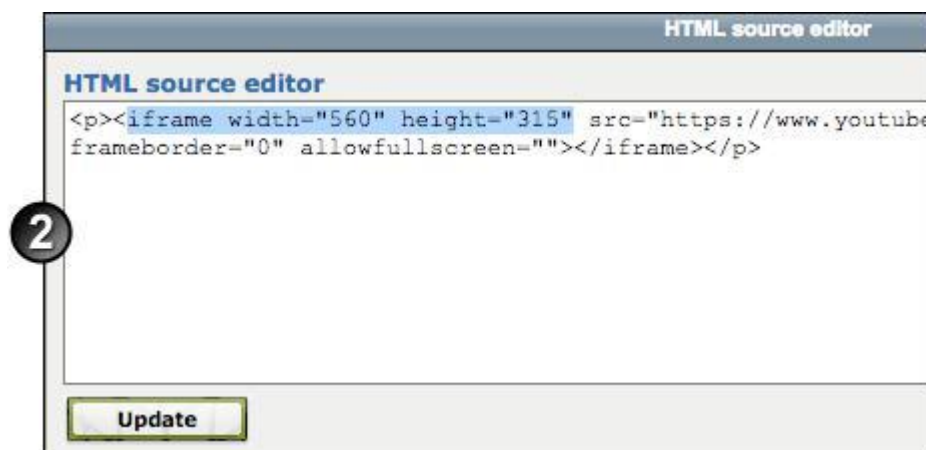 HTML source editor
HTML source editor
<p><iframe width="560" height="315" src="https://www.youtube
frameborder="0" allowfullscreen=""></iframe></p>
2
Update